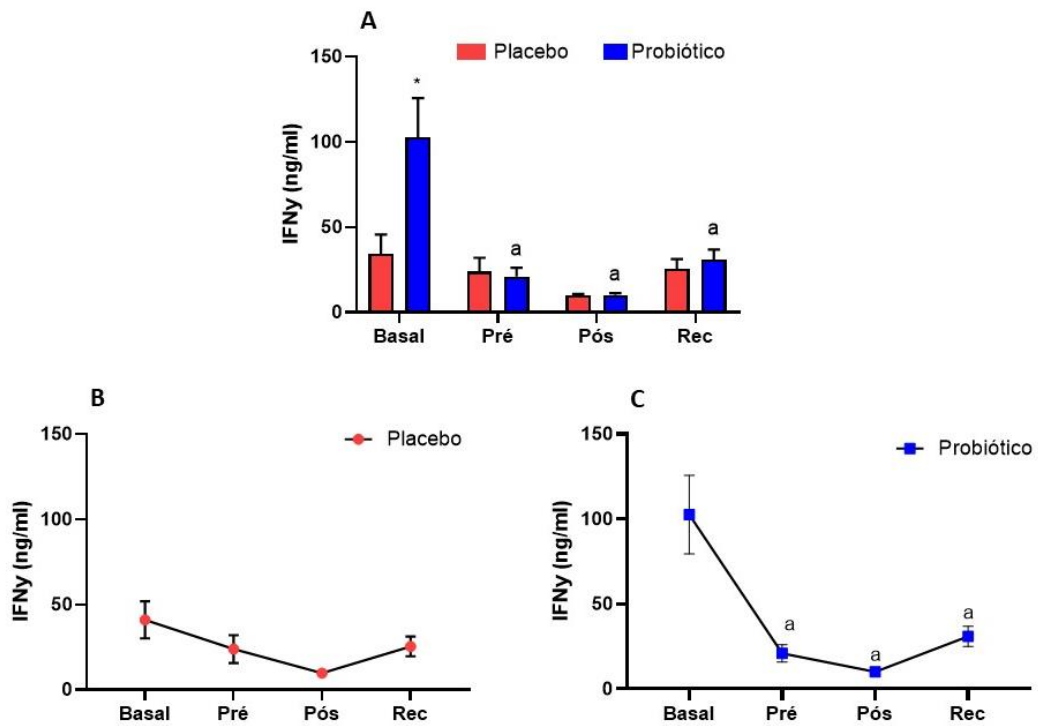 A
Placebo Probiótico
IFNy (ng/ml)
150
*
100
50
a a a
0
Basal Pré Pós Rec
B
Placebo
IFNy (ng/ml)
150
100
50
0
Basal Pré Pós Rec
C
Probiótico
IFNy (ng/ml)
150
100
50
a a a
0
Basal Pré Pós Rec